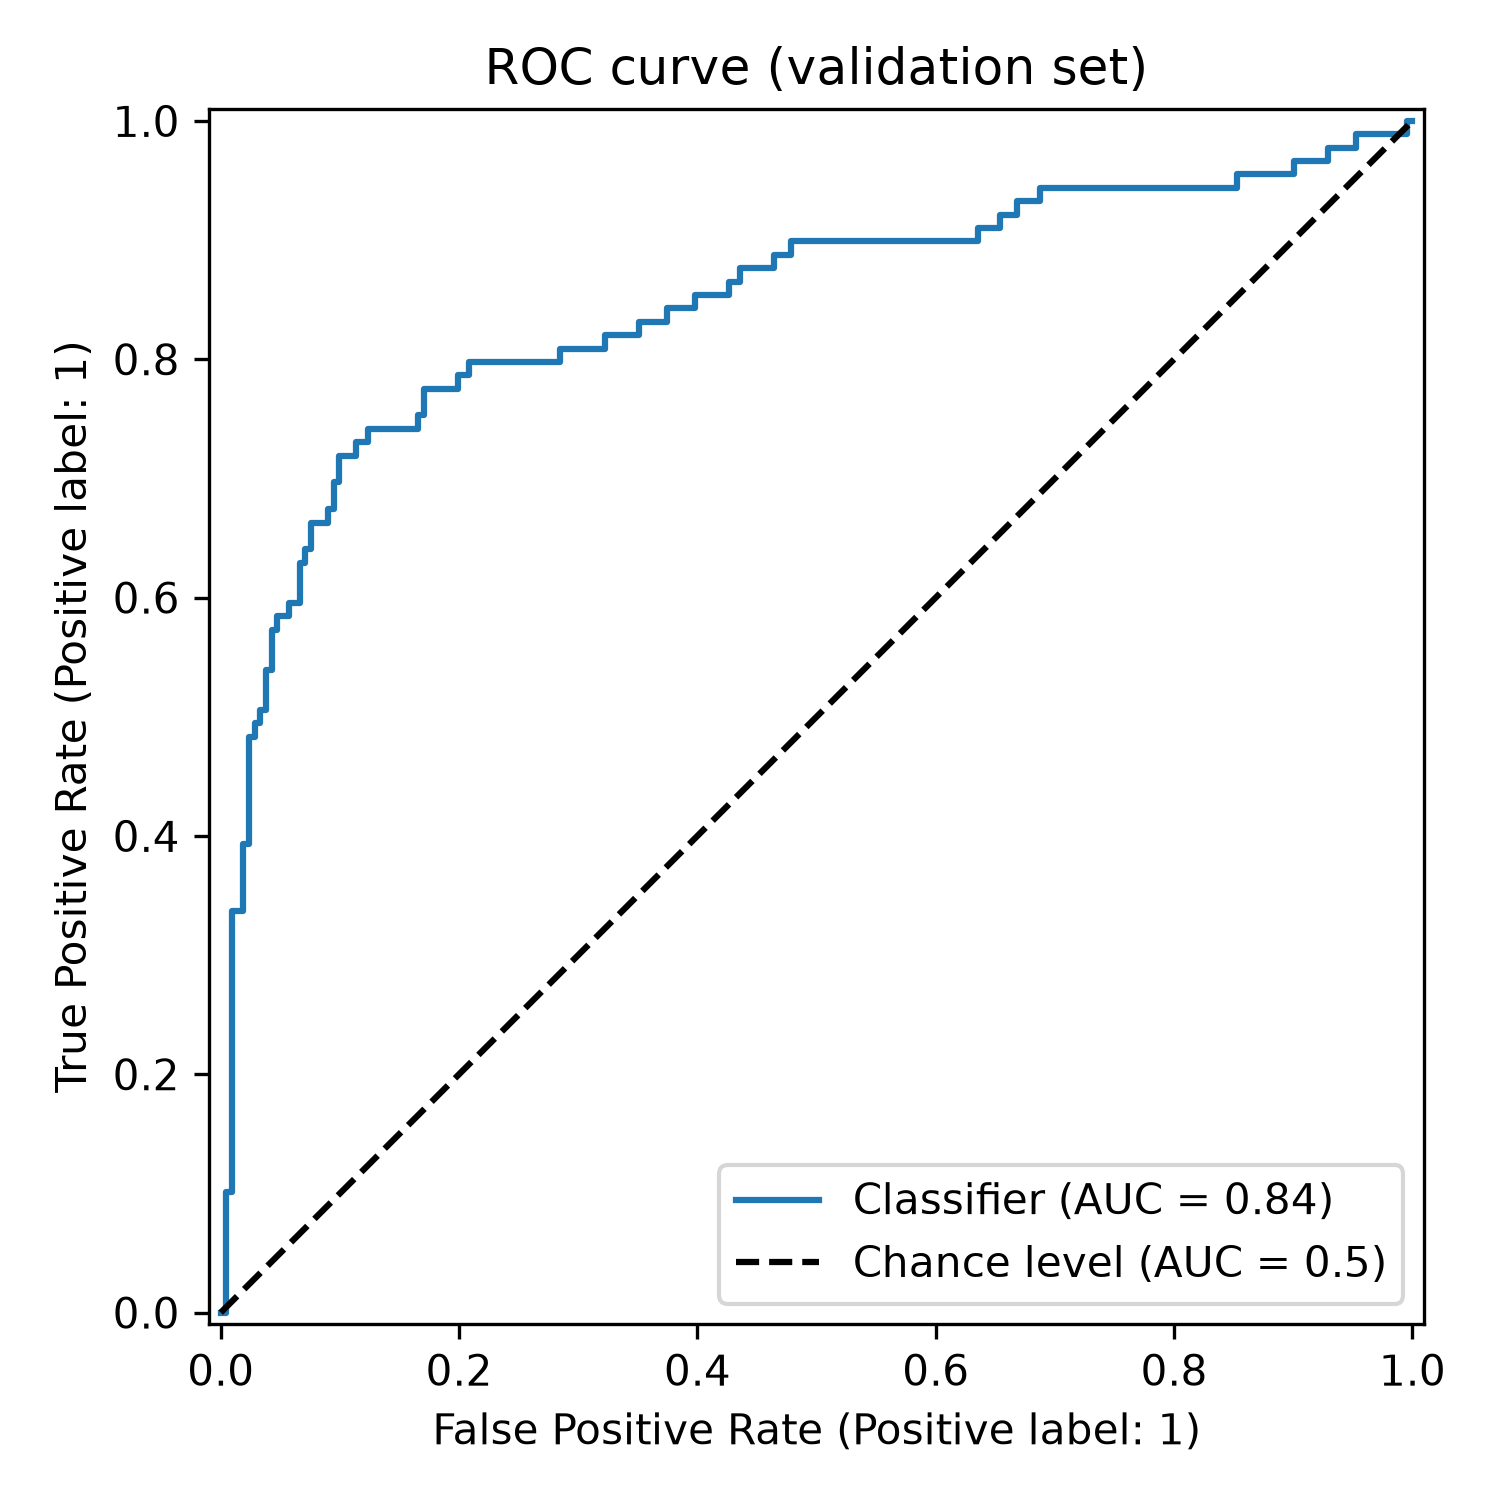 ROC curve (validation set)
True Positive Rate (Positive label: 1)
1.0
0.8
0.6
0.4
0.2
0.0
Classifier (AUC = 0.84)
Chance level (AUC = 0.5)
0.0 0.2 0.4 0.6 0.8 1.0
False Positive Rate (Positive label: 1)